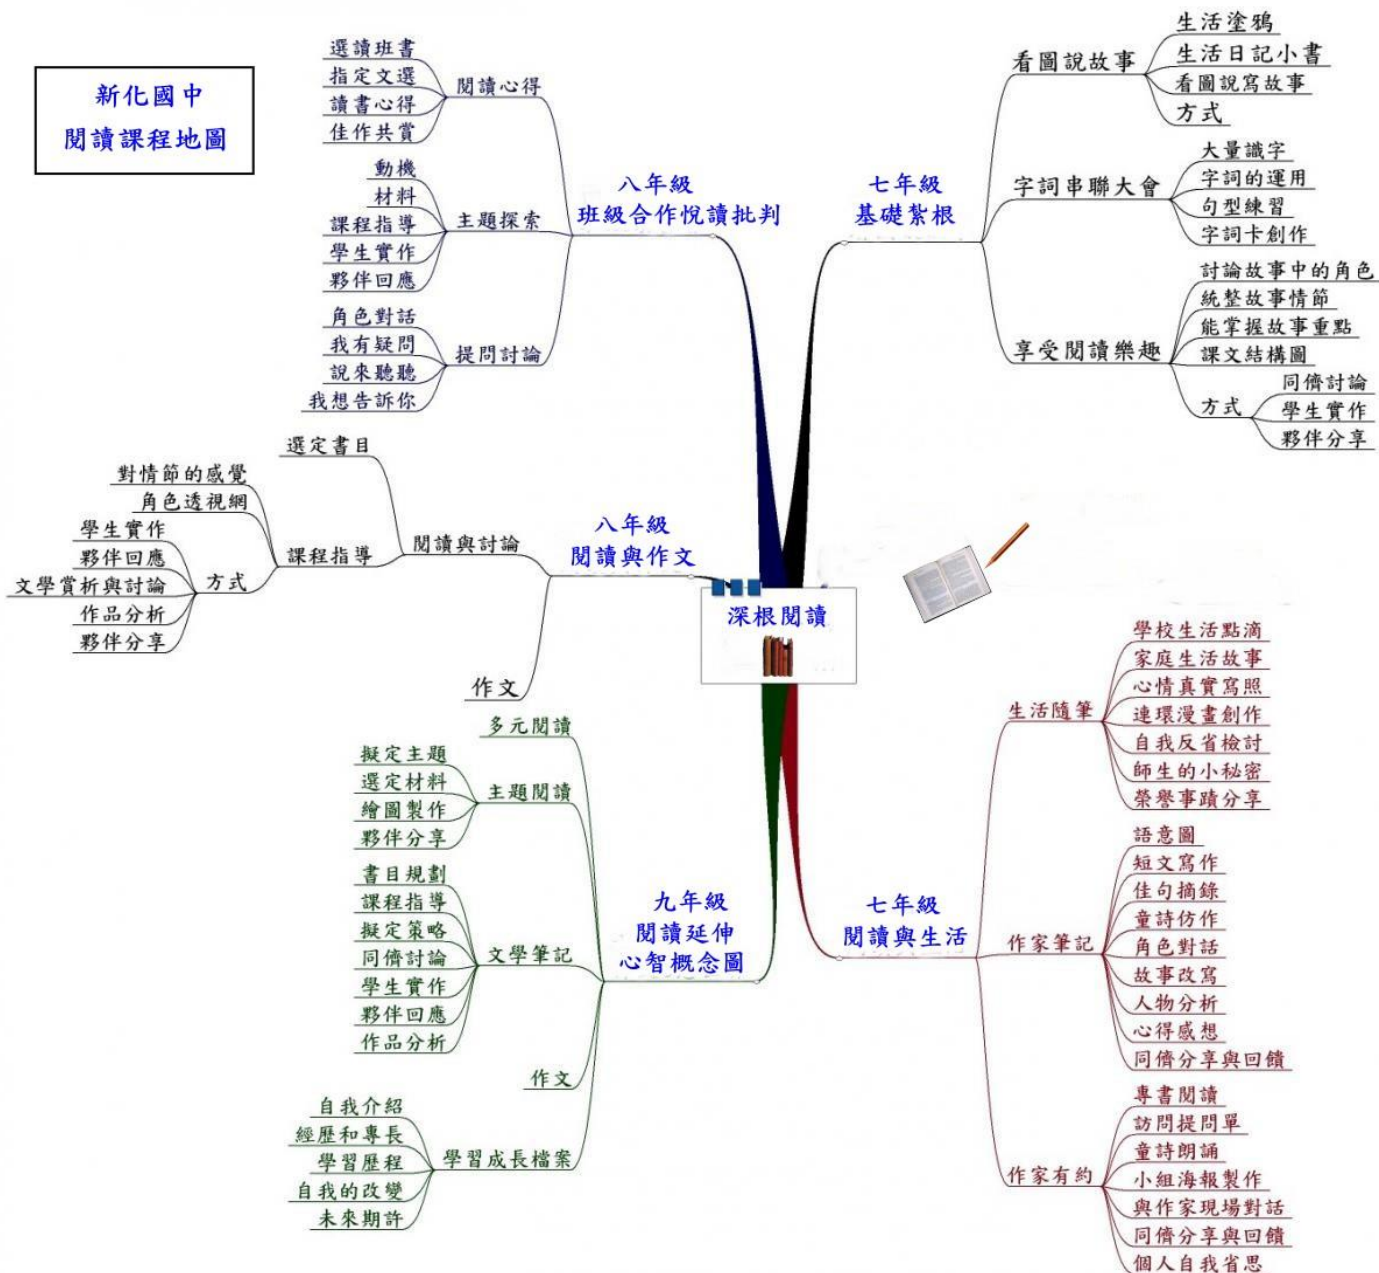 新化國中
閱讀課程地圖
深根閱讀
七年級
基礎紮根
看圖說故事
生活塗鴉
生活日記小書
看圖說寫故事
方式
字詞串聯大會
大量識字
字詞的運用
句型練習
字詞卡創作
享受閱讀樂趣
討論故事中的角色
統整故事情節
能掌握故事重點
課文結構圖
方式
同儕討論
學生實作
夥伴分享
七年級
閱讀與生活
生活隨筆
學校生活點滴
家庭生活故事
心情真實寫照
連環漫畫創作
自我反省檢討
師生的小秘密
榮譽事蹟分享
作家筆記
語意圖
短文寫作
佳句摘錄
童詩仿作
角色對話
故事改寫
人物分析
心得感想
同儕分享與回饋
作家有約
專書閱讀
訪問提問單
童詩朗誦
小組海報製作
與作家現場對話
同儕分享與回饋
個人自我省思
八年級
班級合作悅讀批判
閱讀心得
選讀班書
指定文選
讀書心得
佳作共賞
主題探索
動機
材料
課程指導
學生實作
夥伴回應
提問討論
角色對話
我有疑問
說來聽聽
我想告訴你
八年級
閱讀與作文
閱讀與討論
選定書目
課程指導
對情節的感覺
角色透視網
方式
學生實作
夥伴回應
文學賞析與討論
作品分析
夥伴分享
作文
九年級
閱讀延伸
心智概念圖
多元閱讀
主題閱讀
擬定主題
選定材料
繪圖製作
夥伴分享
文學筆記
書目規劃
課程指導
擬定策略
同儕討論
學生實作
夥伴回應
作品分析
作文
學習成長檔案
自我介紹
經歷和專長
學習歷程
自我的改變
未來期許